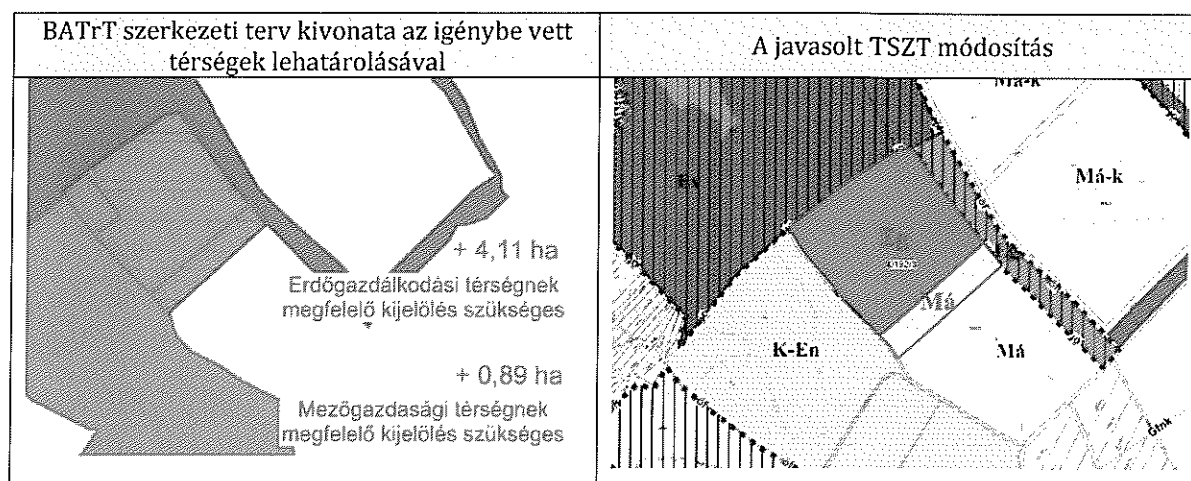 BATrT szerkezeti terv kivonata az igénybe vett
térségek lehatárolásával
A javasolt TSZT módosítás
+ 4,11 ha
Erdőgazdálkodási térségnek
megfelelő kijelölés szükséges
+ 0,89 ha
Mezőgazdasági térségnek
megfelelő kijelölés szükséges
Má-k
Má-k
Má
K-En
Má
Gfnk